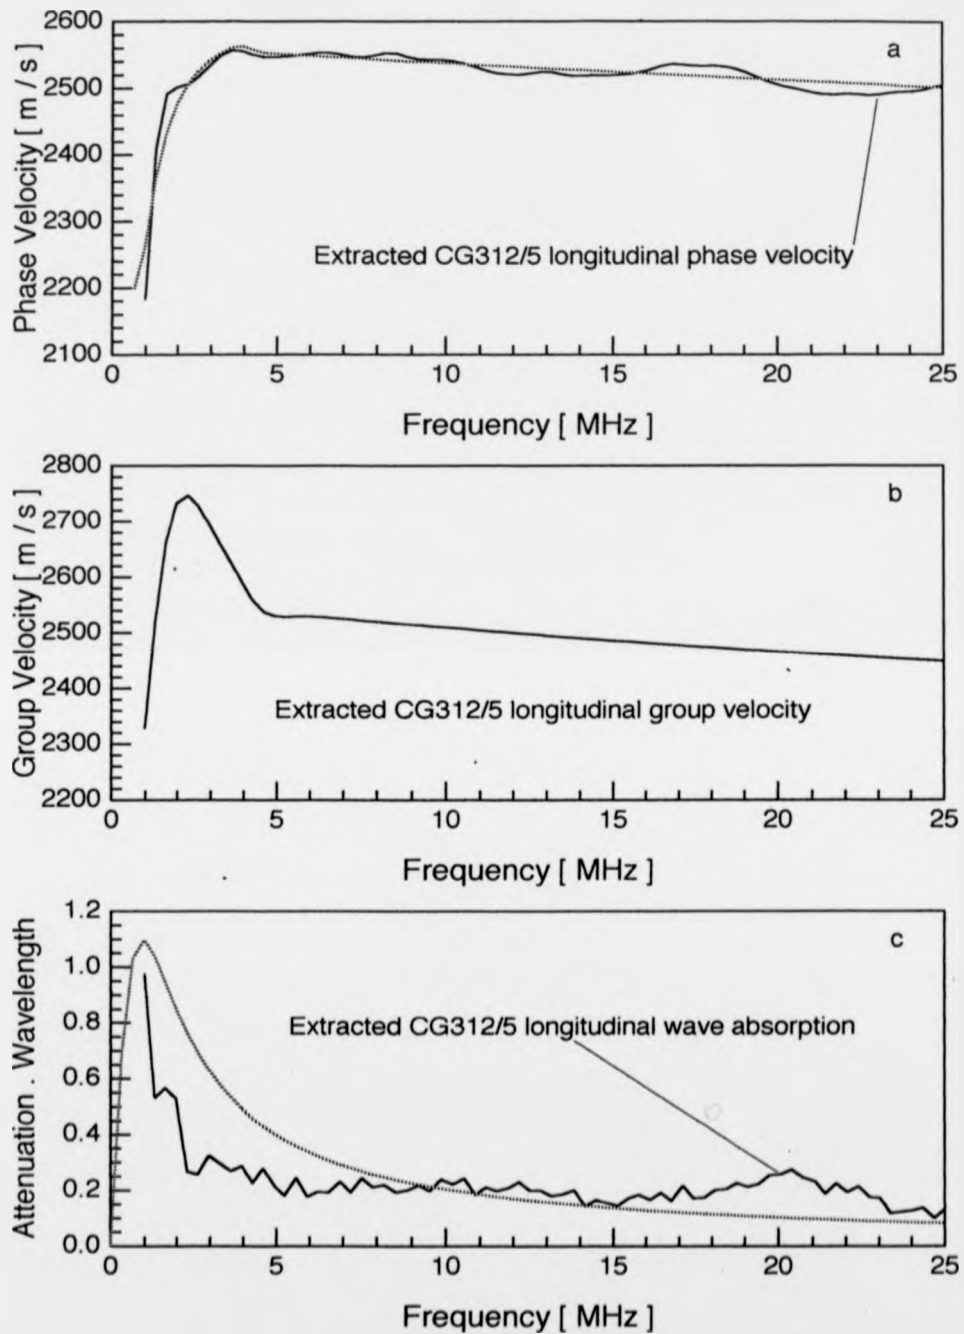 2600
2500
2400
2300
2200
2100
Phase Velocity [ m / s ]
a
Extracted CG312/5 longitudinal phase velocity
0 5 10 15 20 25
Frequency [ MHz ]
2800
2700
2600
2500
2400
2300
2200
Group Velocity [ m / s ]
b
Extracted CG312/5 longitudinal group velocity
0 5 10 15 20 25
Frequency [ MHz ]
1.2
1.0
0.8
0.6
0.4
0.2
0.0
Attenuation . Wavelength
c
Extracted CG312/5 longitudinal wave absorption
0 5 10 15 20 25
Frequency [ MHz ]